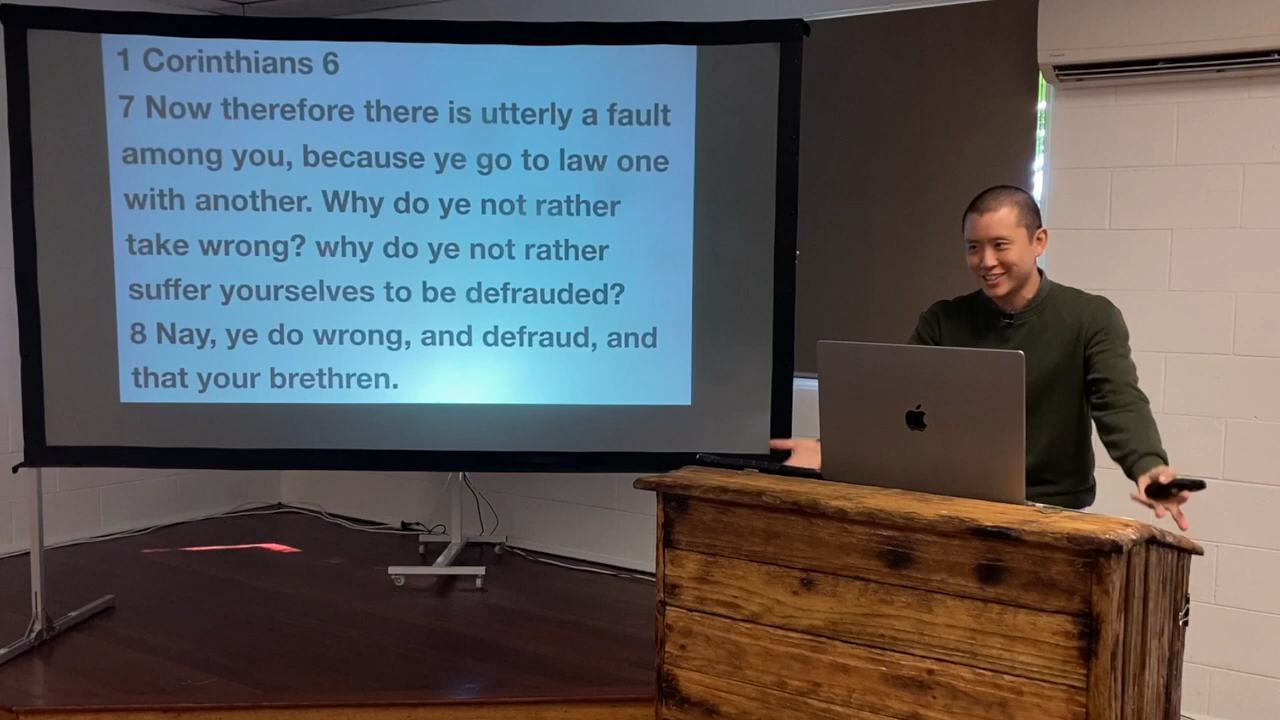 1 Corinthians 6
7 Now therefore there is utterly a fault
among you, because ye go to law one
with another. Why do ye not rather
take wrong? why do ye not rather
suffer yourselves to be defrauded?
8 Nay, ye do wrong, and defraud, and
that your brethren.